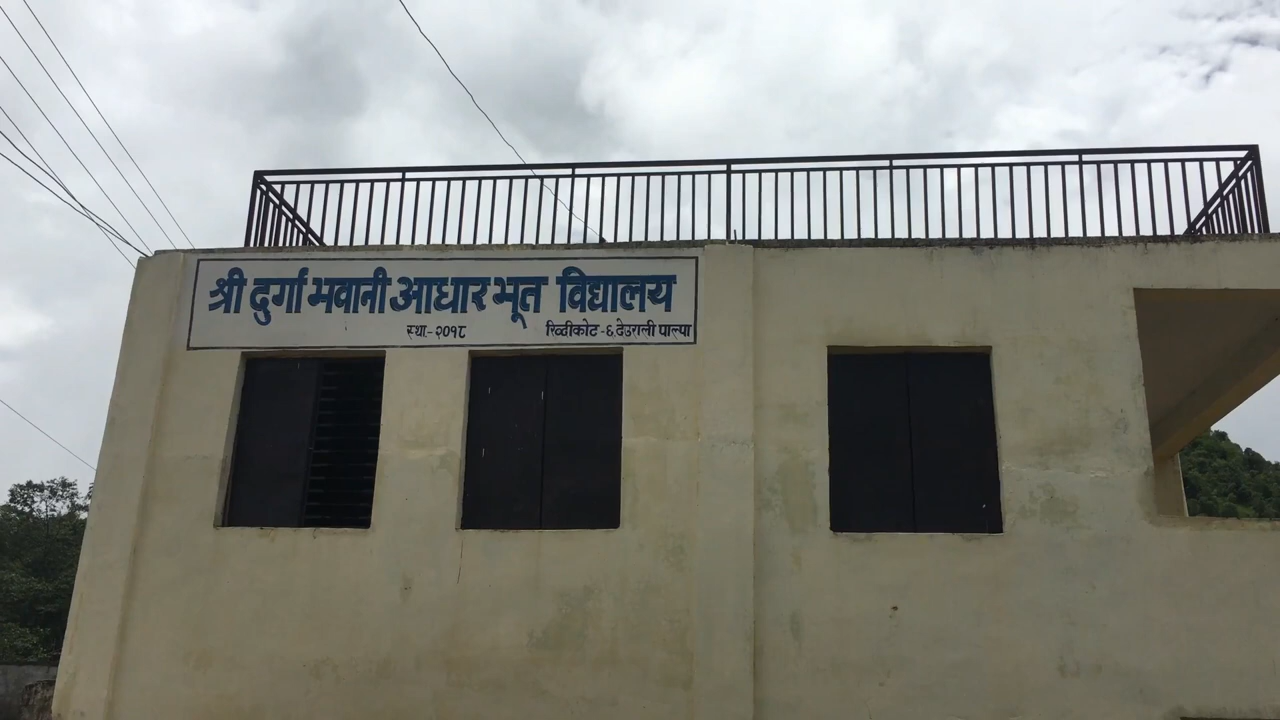 श्री दुर्गा भवानी आधारभूत विद्यालय
स्था-२०१८ रिब्दीकोट -६,देउराली पाल्पा